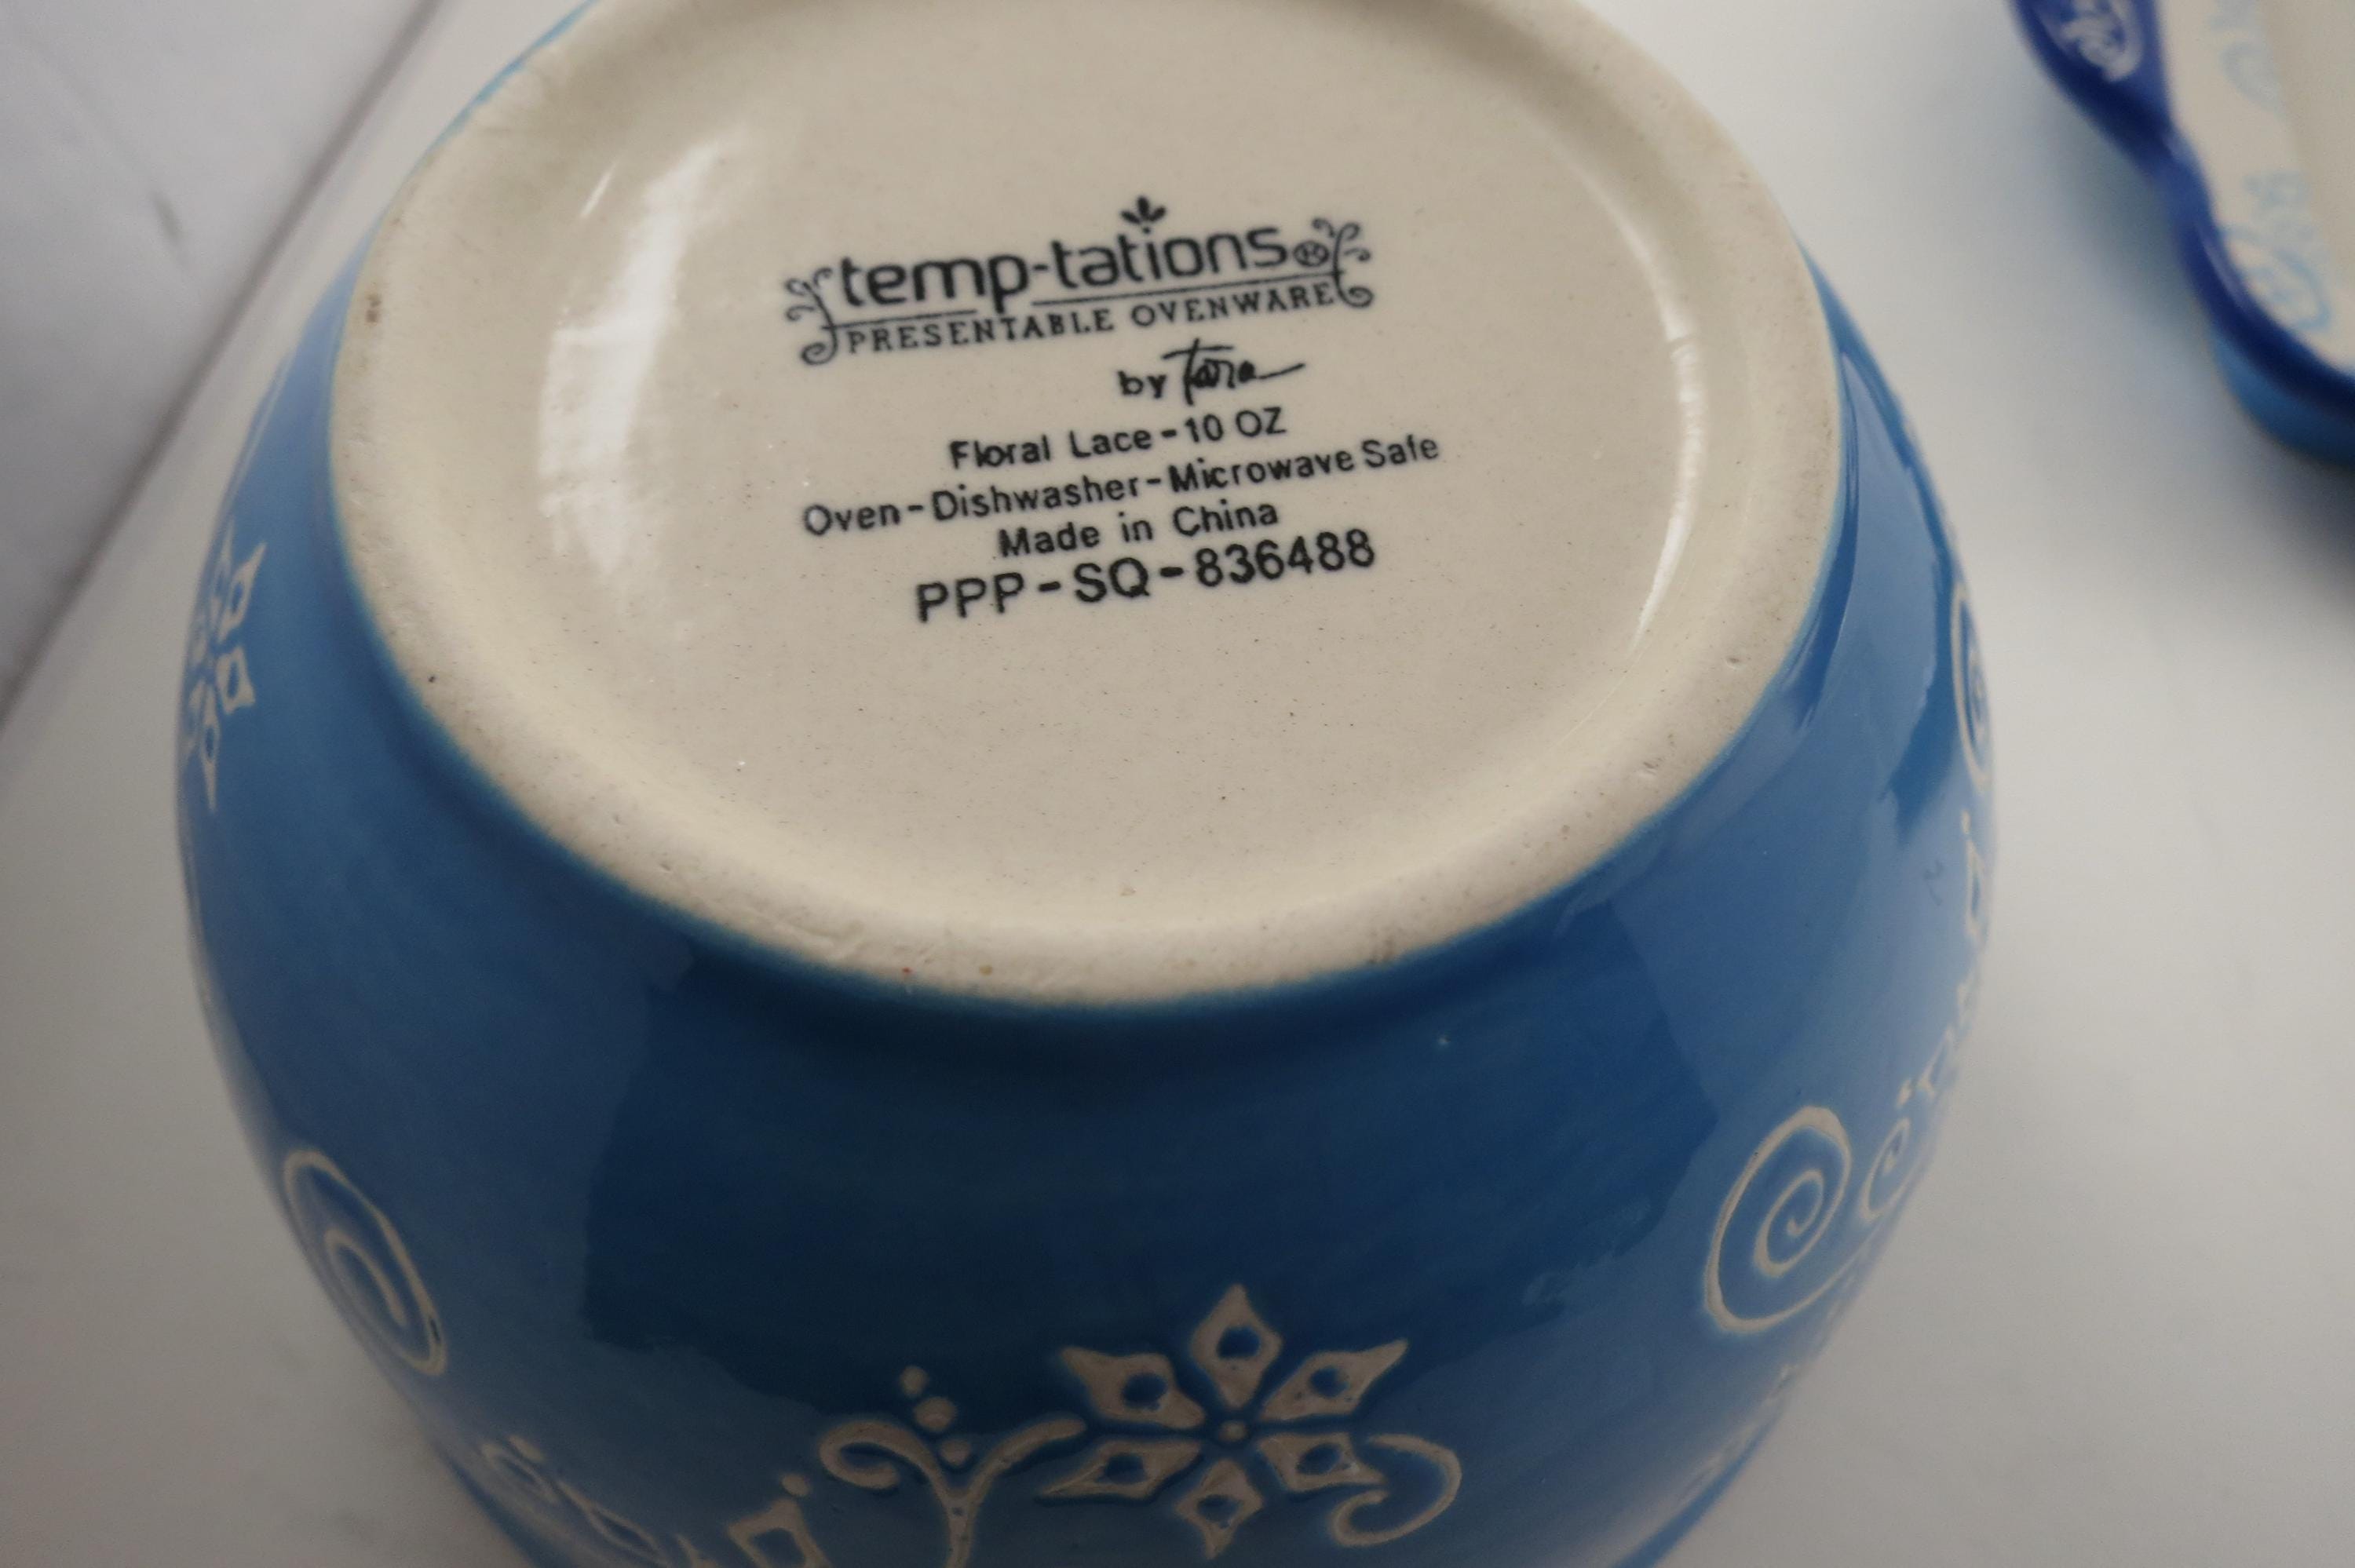 temp-tations
PRESENTABLE OVENWARE
by Tara
Floral Lace - 10 OZ
Oven - Dishwasher - Microwave Safe
Made in China
PPP - SQ - 836488